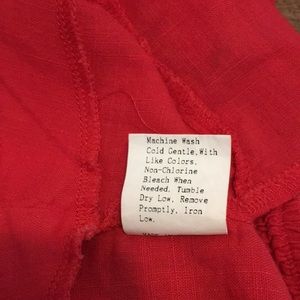 Machine Wash
Cold Gentle.With
Like Colors.
Non-Chlorine
Bleach When
Needed. Tumble
Dry Low. Remove
Promptly. Iron
Low.